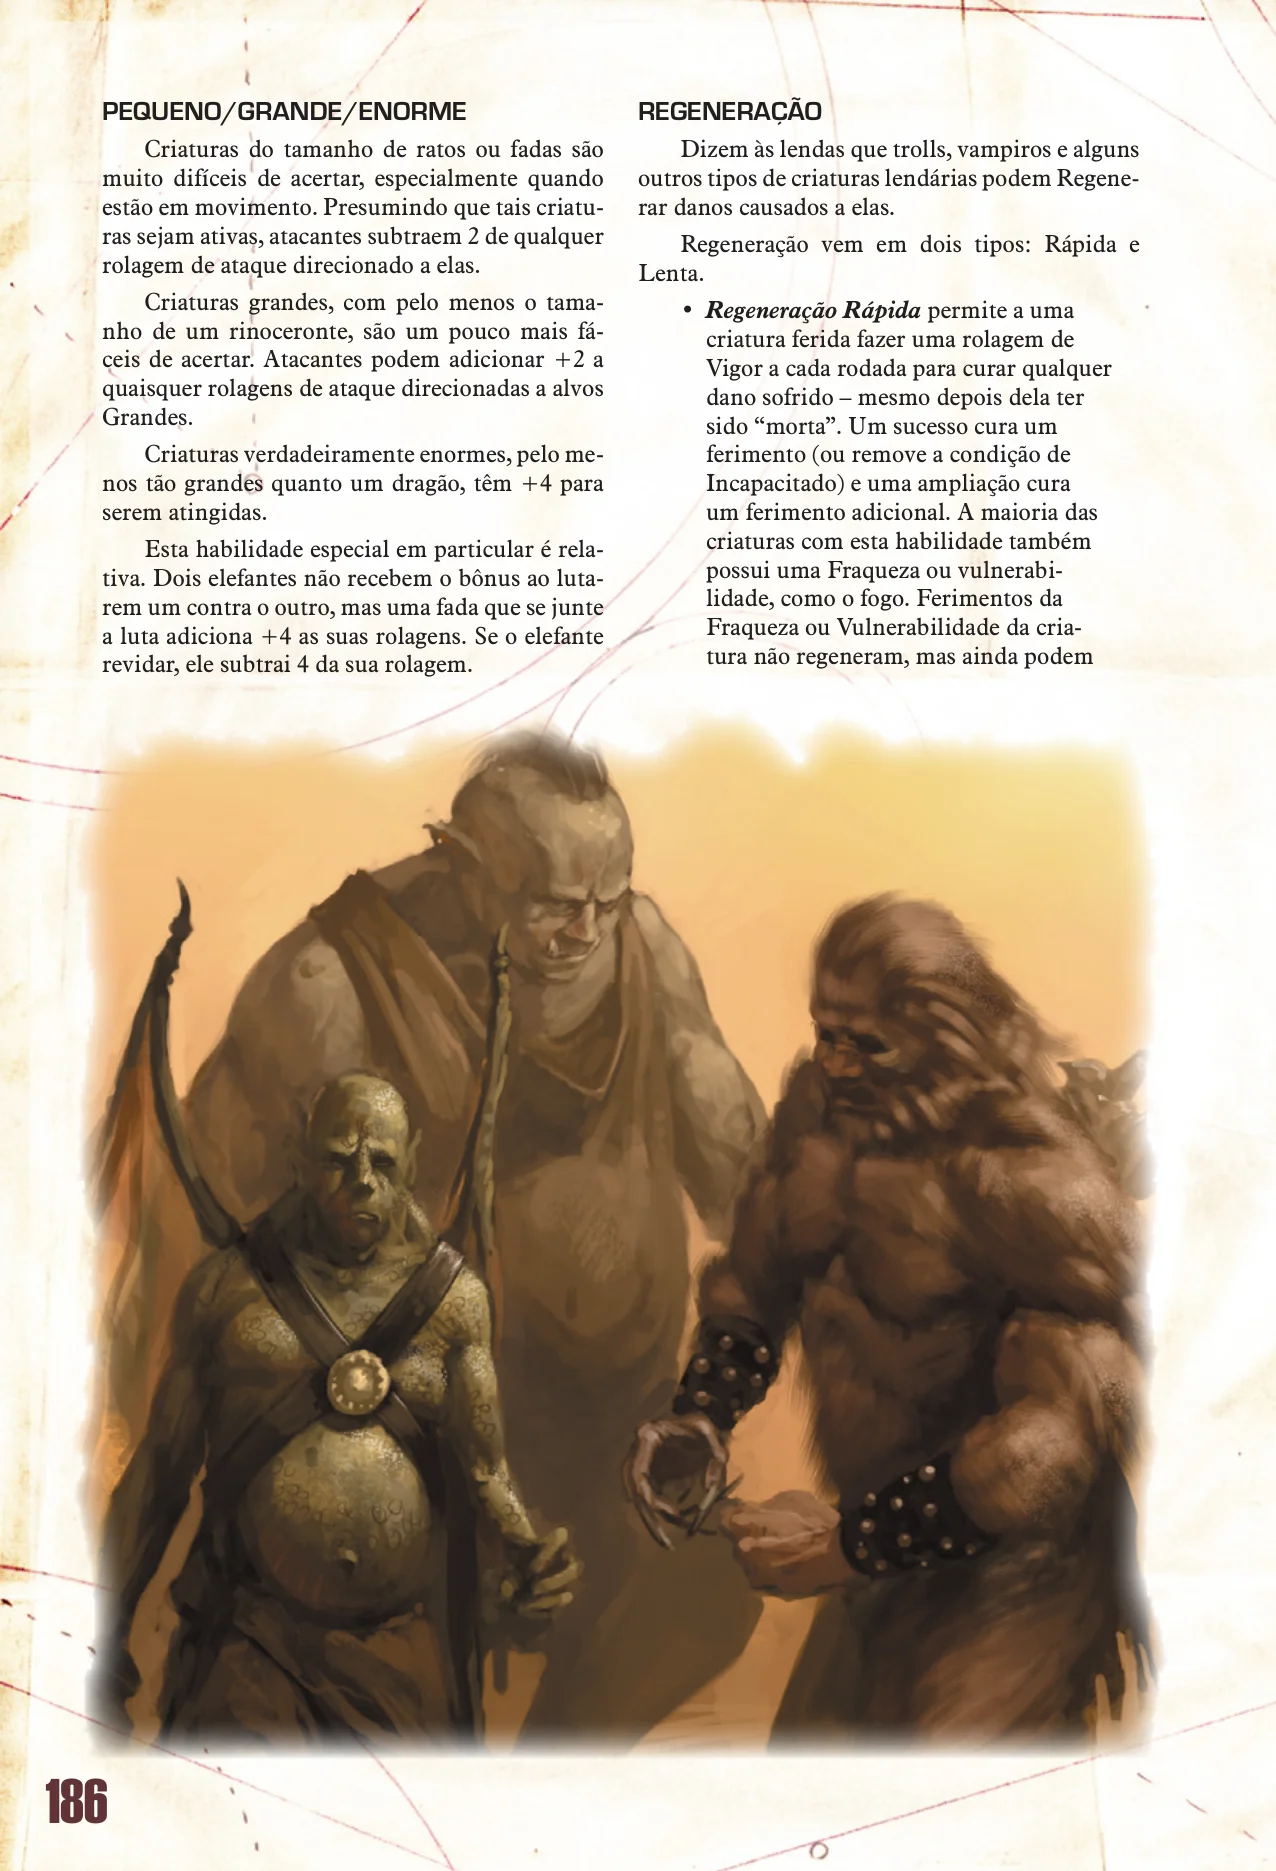 PEQUENO/GRANDE/ENORME
Criaturas do tamanho de ratos ou fadas são
muito difíceis de acertar, especialmente quando
estão em movimento. Presumindo que tais criatu-
ras sejam ativas, atacantes subtraem 2 de qualquer
rolagem de ataque direcionado a elas.
Criaturas grandes, com pelo menos o tama-
nho de um rinoceronte, são um pouco mais fá-
ceis de acertar. Atacantes podem adicionar +2 a
quaisquer rolagens de ataque direcionadas a alvos
Grandes.
Criaturas verdadeiramente enormes, pelo me-
nos tão grandes quanto um dragão, têm +4 para
serem atingidas.
Esta habilidade especial em particular é rela-
tiva. Dois elefantes não recebem o bônus ao luta-
rem um contra o outro, mas uma fada que se junte
a luta adiciona +4 as suas rolagens. Se o elefante
revidar, ele subtrai 4 da sua rolagem.
REGENERAÇÃO
Dizem às lendas que trolls, vampiros e alguns
outros tipos de criaturas lendárias podem Regene-
rar danos causados a elas.
Regeneração vem em dois tipos: Rápida e
Lenta.
• Regeneração Rápida permite a uma
criatura ferida fazer uma rolagem de
Vigor a cada rodada para curar qualquer
dano sofrido – mesmo depois dela ter
sido “morta”. Um sucesso cura um
ferimento (ou remove a condição de
Incapacitado) e uma ampliação cura
um ferimento adicional. A maioria das
criaturas com esta habilidade também
possui uma Fraqueza ou vulnerabi-
lidade, como o fogo. Ferimentos da
Fraqueza ou Vulnerabilidade da cria-
tura não regeneram, mas ainda podem
186